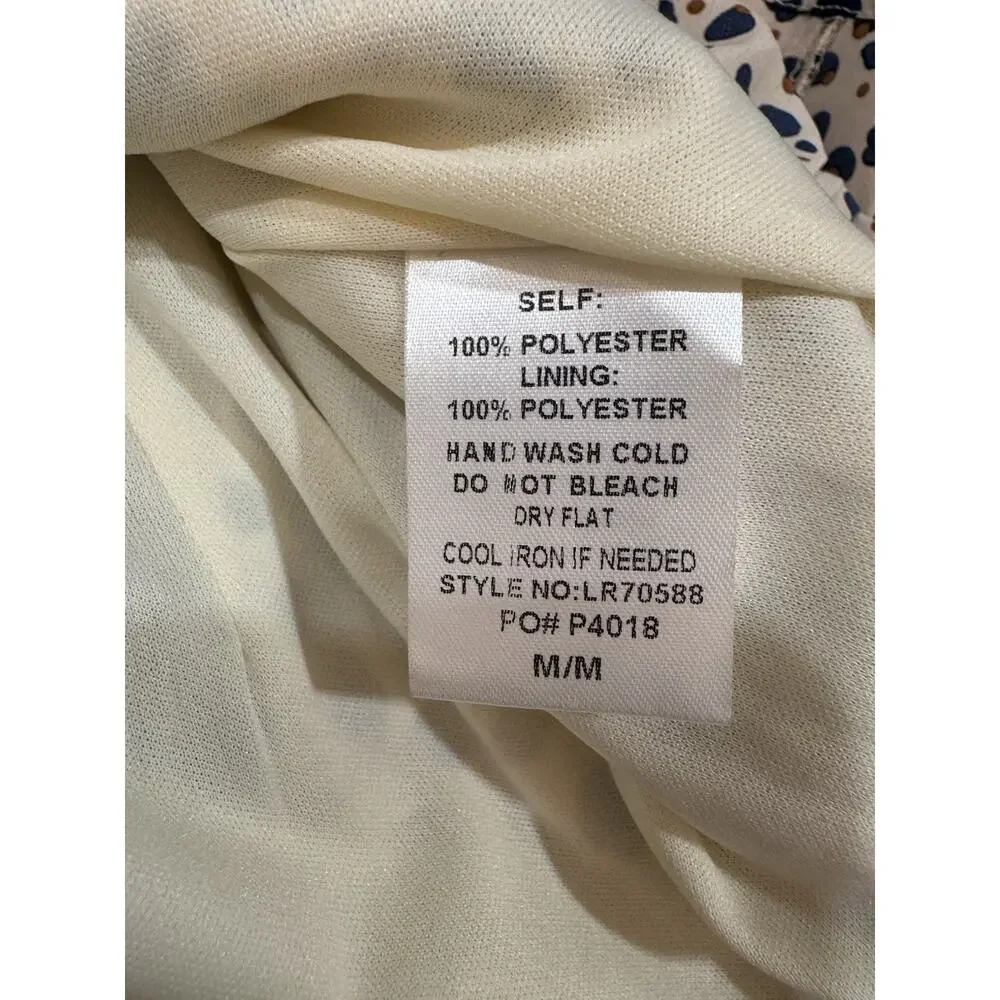 SELF:
100% POLYESTER
LINING:
100% POLYESTER
HAND WASH COLD
DO NOT BLEACH
DRY FLAT
COOL IRON IF NEEDED
STYLE NO:LR70588
PO# P4018
M/M